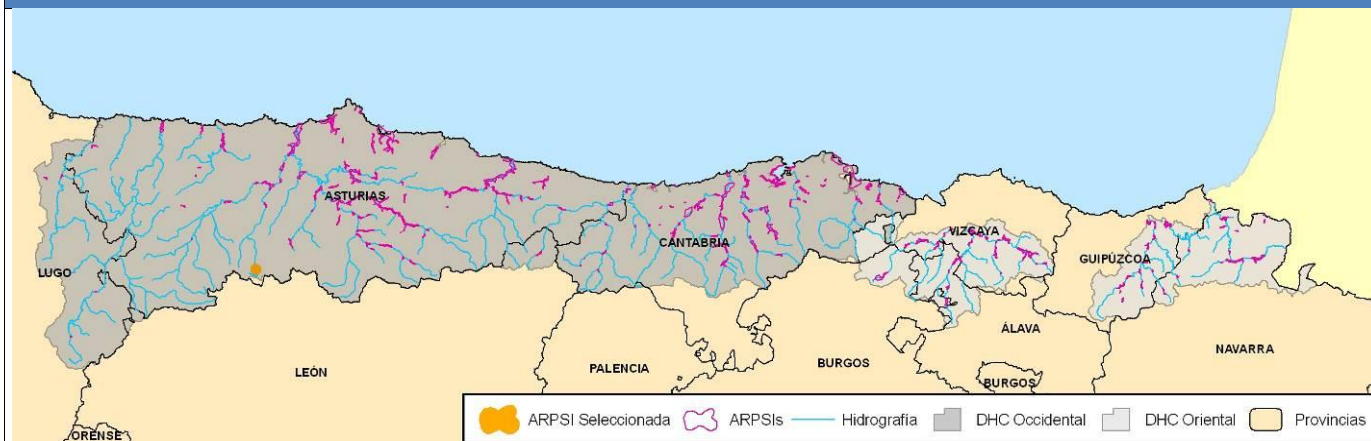 ASTURIAS
LUGO
CANTABRIA
VIZCAYA
GUIPÚZCOA
ÁLAVA
NAVARRA
LEÓN
PALENCIA
BURGOS
BURGOS
ORENSE
ARPSI Seleccionada
ARPSIs
Hidrografía
DHC Occidental
DHC Oriental
Provincias